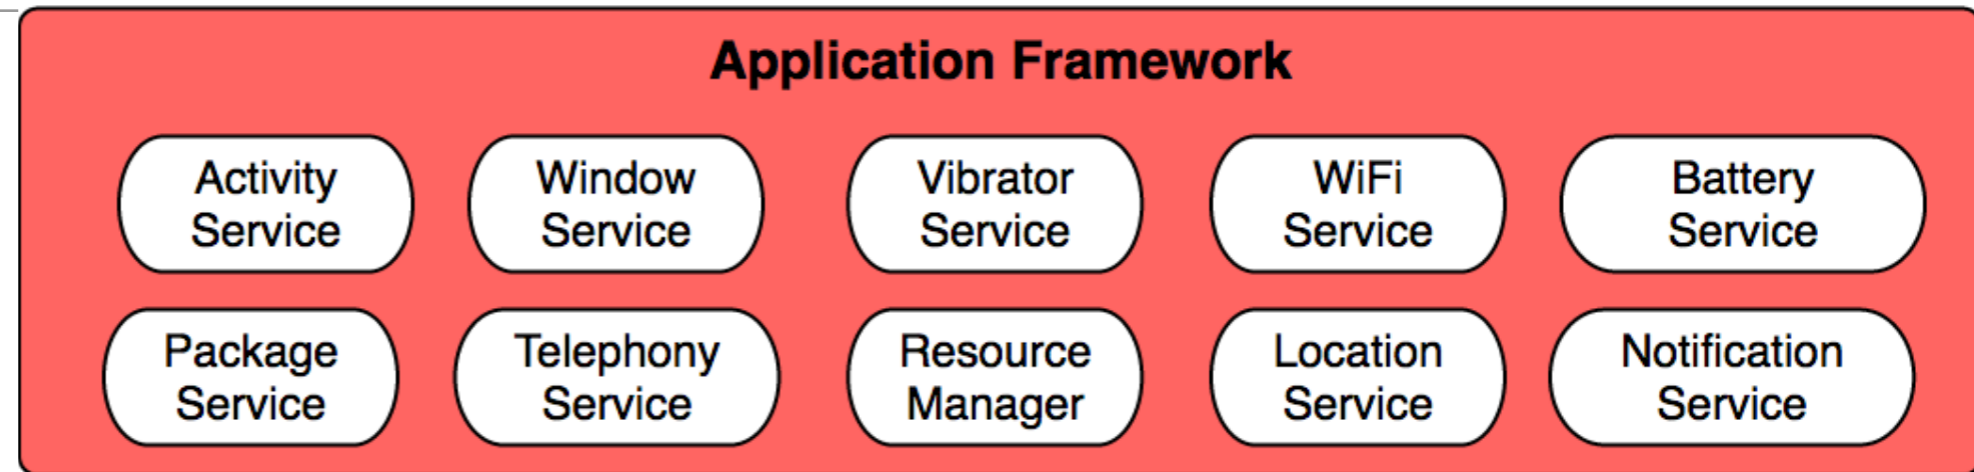 Application Framework
Activity
Service
Window
Service
Vibrator
Service
WiFi
Service
Battery
Service
Package
Service
Telephony
Service
Resource
Manager
Location
Service
Notification
Service